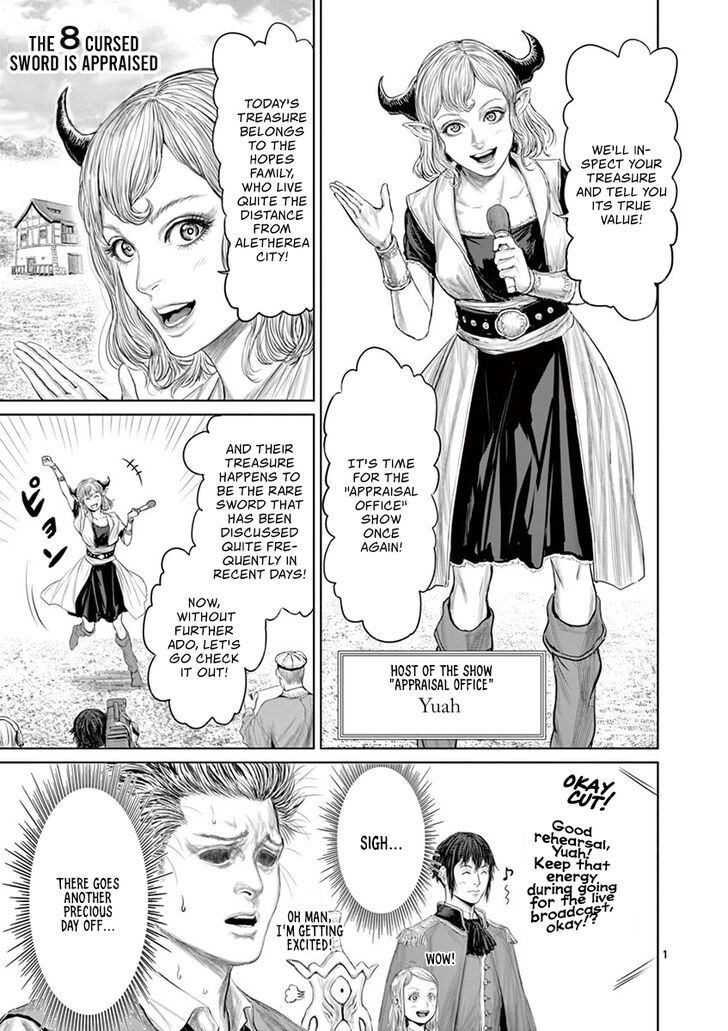 THE 8 CURSED
SWORD IS APPRAISED
WE'LL IN-
SPECT YOUR
TREASURE
AND TELL YOU
ITS TRUE
VALUE!
IT'S TIME
FOR THE
"APPRAISAL
OFFICE"
SHOW
ONCE
AGAIN!
HOST OF THE SHOW
"APPRAISAL OFFICE"
Yuah
TODAY'S
TREASURE
BELONGS
TO THE
HOPES
FAMILY,
WHO LIVE
QUITE THE
DISTANCE
FROM
ALETHEREA
CITY!
AND THEIR
TREASURE
HAPPENS TO
BE THE RARE
SWORD THAT
HAS BEEN
DISCUSSED
QUITE FRE-
QUENTLY IN
RECENT DAYS!
NOW,
WITHOUT
FURTHER
ADO, LET'S
GO CHECK
IT OUT!
ピョン
OKAY,
CUT!
Good
rehearsal,
Yuah!
Keep that
energy
during going
for the live
broadcast,
okay!?
♪
SIGH...
WOW!
OH MAN,
I'M GETTING
EXCITED!
THERE GOES
ANOTHER
PRECIOUS
DAY OFF...
1